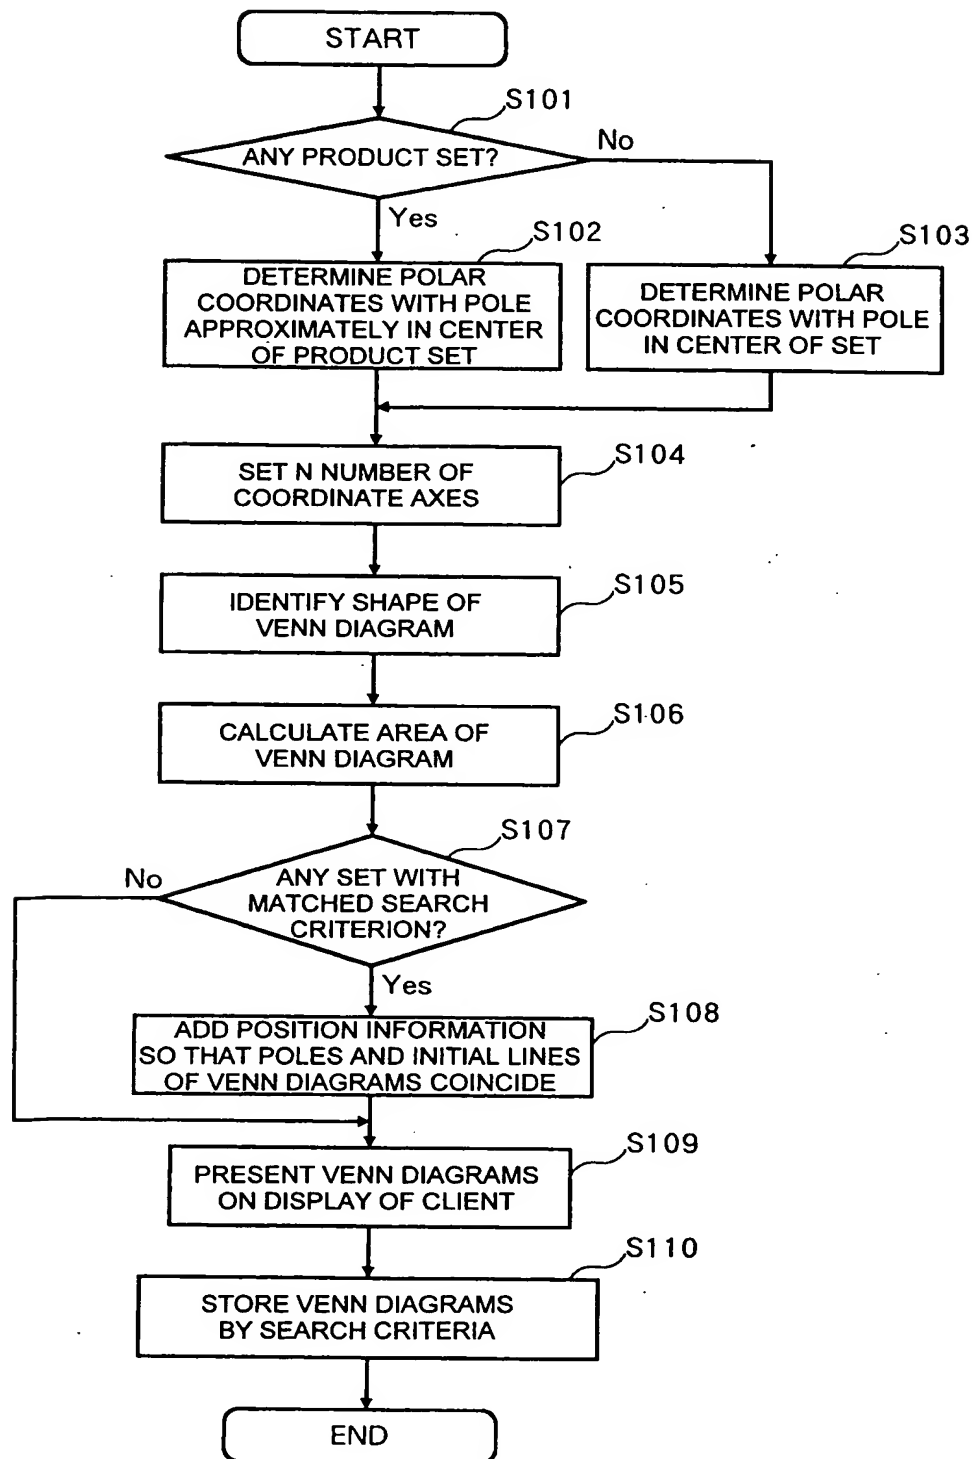 START
S101
ANY PRODUCT SET?
No
Yes
S102
S103
DETERMINE POLAR
COORDINATES WITH POLE
APPROXIMATELY IN CENTER
OF PRODUCT SET
DETERMINE POLAR
COORDINATES WITH POLE
IN CENTER OF SET
S104
SET N NUMBER OF
COORDINATE AXES
S105
IDENTIFY SHAPE OF
VENN DIAGRAM
S106
CALCULATE AREA OF
VENN DIAGRAM
S107
No
ANY SET WITH
MATCHED SEARCH
CRITERION?
Yes
S108
ADD POSITION INFORMATION
SO THAT POLES AND INITIAL LINES
OF VENN DIAGRAMS COINCIDE
S109
PRESENT VENN DIAGRAMS
ON DISPLAY OF CLIENT
S110
STORE VENN DIAGRAMS
BY SEARCH CRITERIA
END